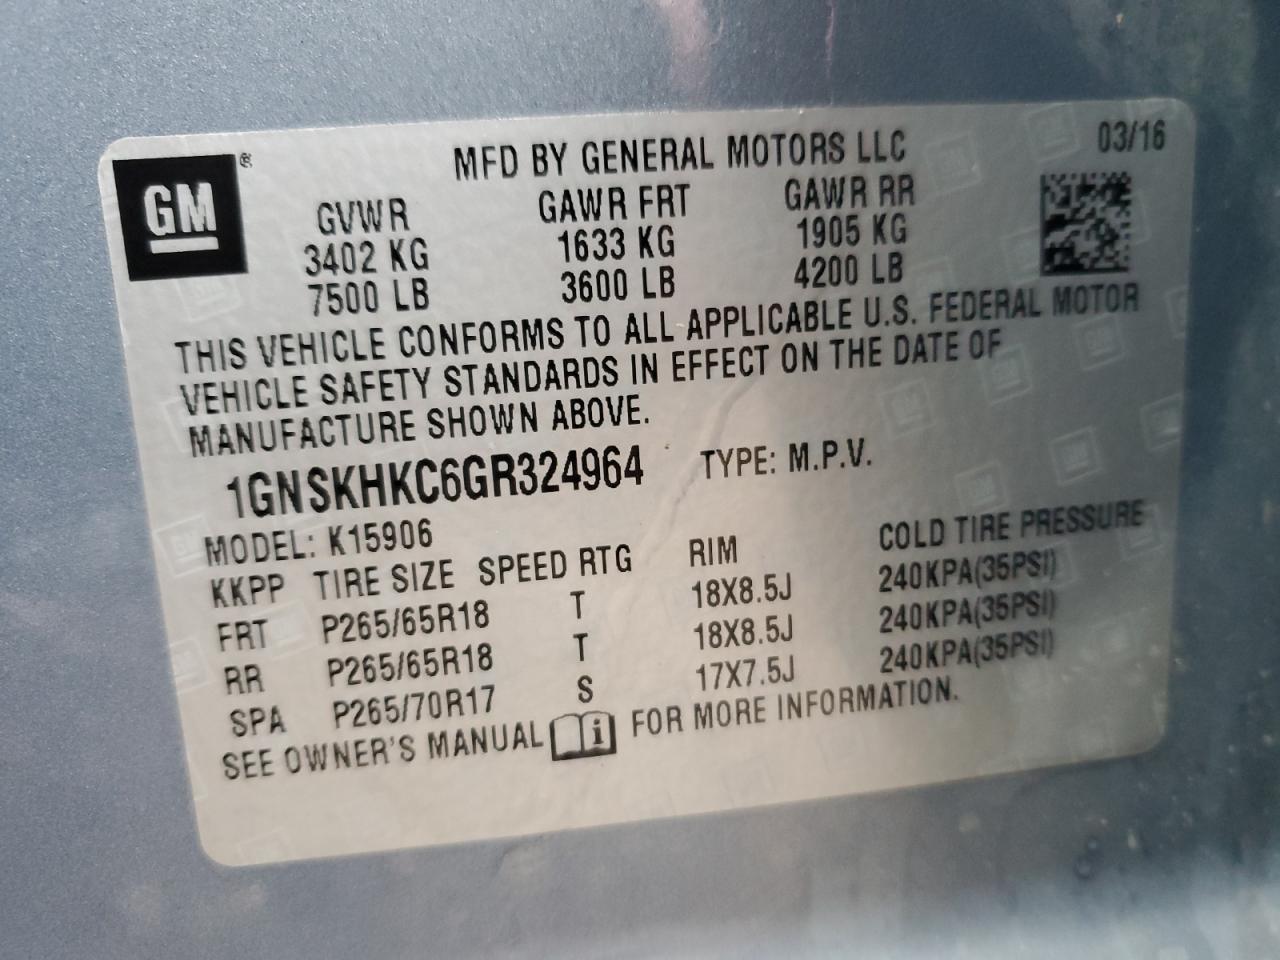 GM ®
MFD BY GENERAL MOTORS LLC 03/16
GVWR GAWR FRT GAWR RR
3402 KG 1633 KG 1905 KG
7500 LB 3600 LB 4200 LB
THIS VEHICLE CONFORMS TO ALL APPLICABLE U.S. FEDERAL MOTOR
VEHICLE SAFETY STANDARDS IN EFFECT ON THE DATE OF
MANUFACTURE SHOWN ABOVE.
1GNSKHKC6GR324964 TYPE: M.P.V.
MODEL: K15906
KKPP TIRE SIZE SPEED RTG RIM COLD TIRE PRESSURE
FRT P265/65R18 T 18X8.5J 240KPA(35PSI)
RR P265/65R18 T 18X8.5J 240KPA(35PSI)
SPA P265/70R17 S 17X7.5J 240KPA(35PSI)
SEE OWNER'S MANUAL i FOR MORE INFORMATION.